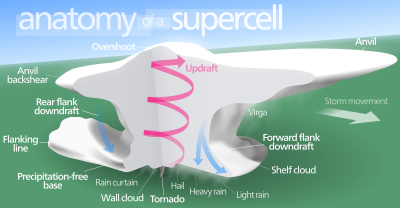 anatomy of a supercell
Overshoot
Anvil
Updraft
Anvil
backshear
Rear flank
downdraft
Virga
Storm movement
Flanking
line
Forward flank
downdraft
Precipitation-free
base
Shelf cloud
Rain curtain
Hail
Heavy rain
Light rain
Wall cloud
Tornado